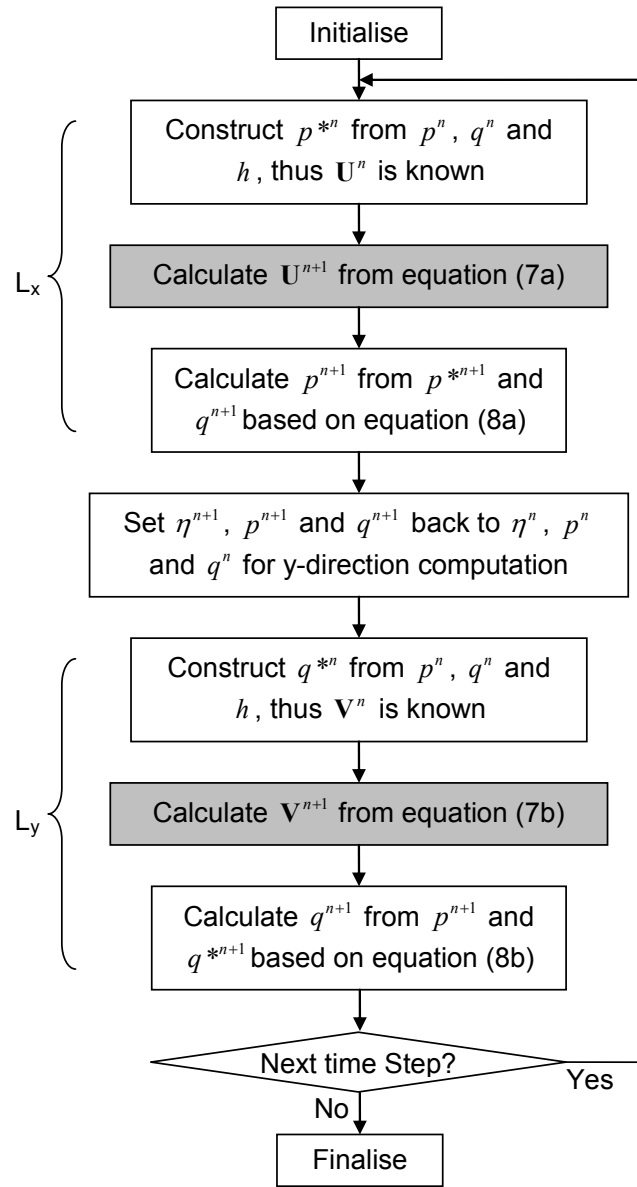 Initialise
Construct p*ⁿ from pⁿ, qⁿ and
h, thus Uⁿ is known
Lₓ
Calculate Uⁿ⁺¹ from equation (7a)
Calculate pⁿ⁺¹ from p*ⁿ⁺¹ and
qⁿ⁺¹ based on equation (8a)
Set ηⁿ⁺¹, pⁿ⁺¹ and qⁿ⁺¹ back to ηⁿ, pⁿ
and qⁿ for y-direction computation
Construct q*ⁿ from pⁿ, qⁿ and
h, thus Vⁿ is known
L_y
Calculate Vⁿ⁺¹ from equation (7b)
Calculate qⁿ⁺¹ from pⁿ⁺¹ and
q*ⁿ⁺¹ based on equation (8b)
Next time Step?
Yes
No
Finalise